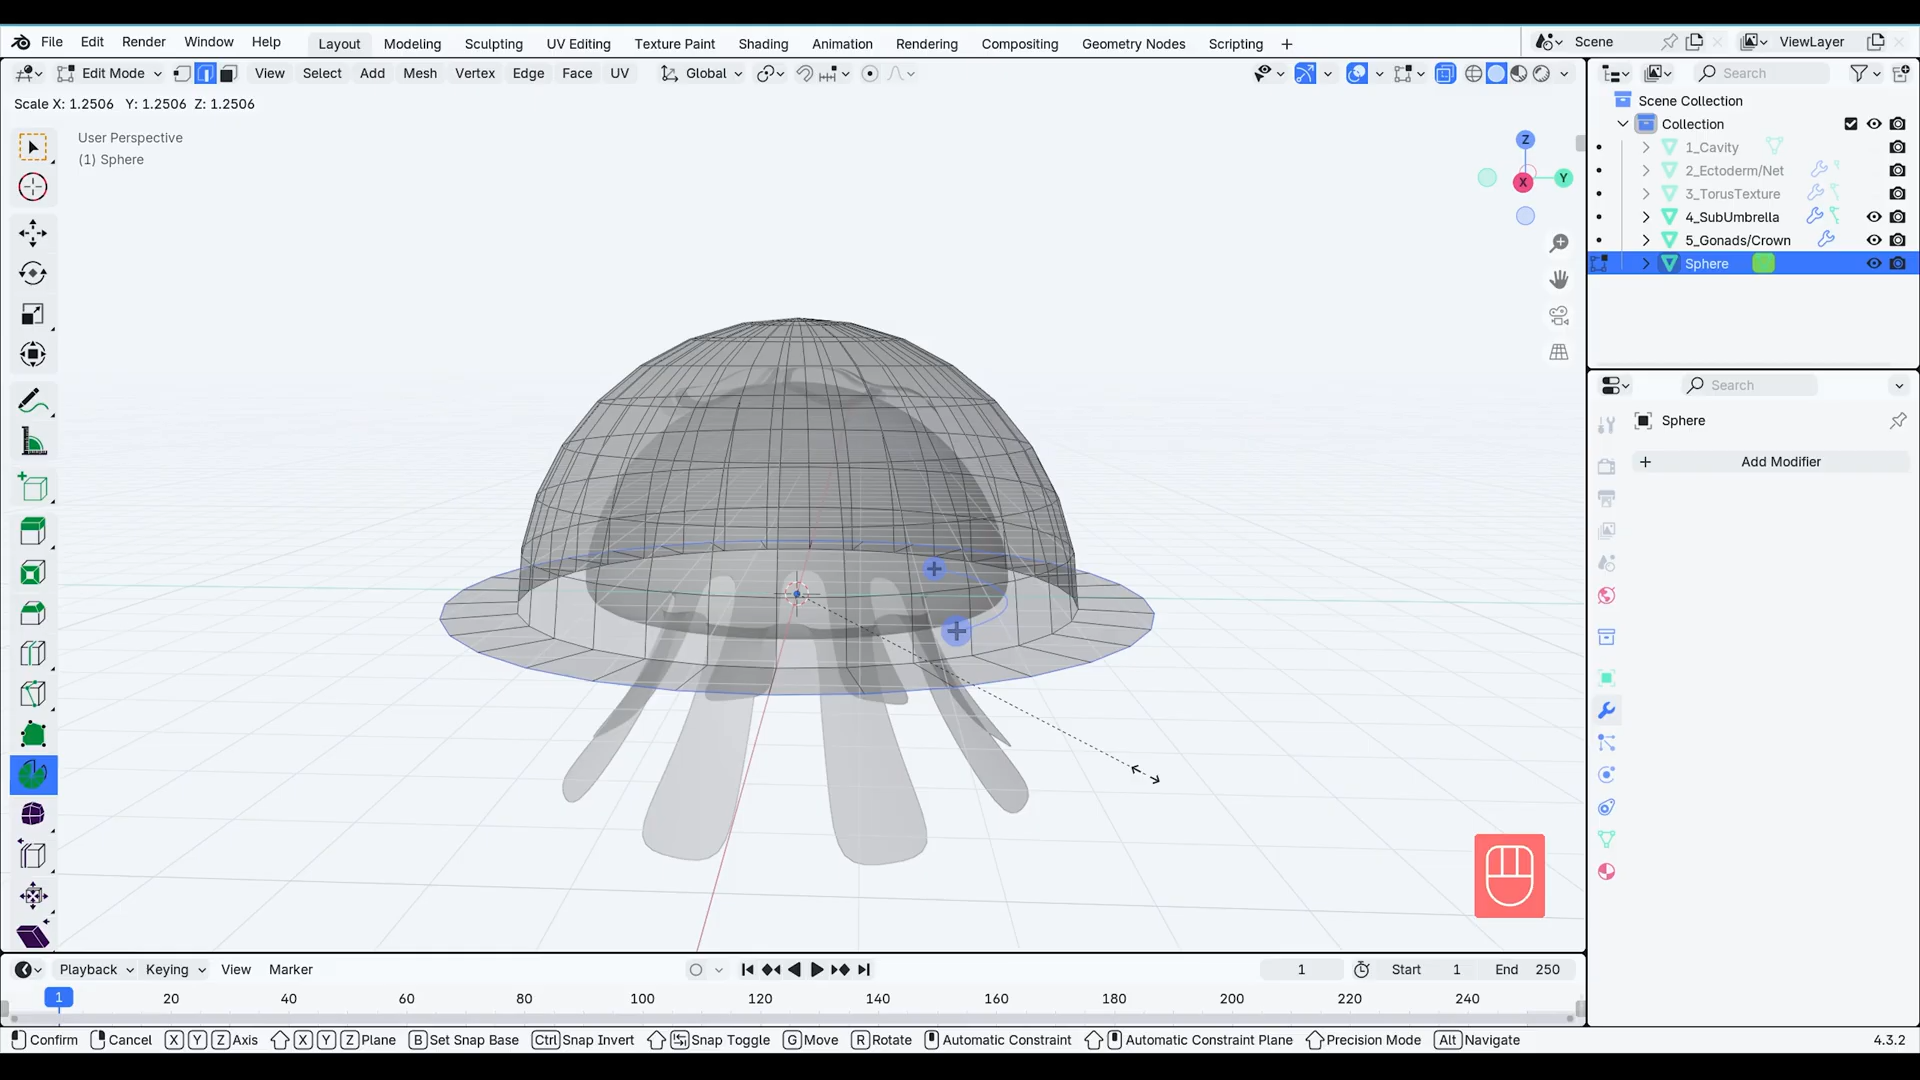 File Edit Render Window Help Layout Modeling Sculpting UV Editing Texture Paint Shading Animation Rendering Compositing Geometry Nodes Scripting + Scene ViewLayer
Edit Mode View Select Add Mesh Vertex Edge Face UV Global Search
Scale X: 1.2506 Y: 1.2506 Z: 1.2506
User Perspective
(1) Sphere
Z
Y
X
Scene Collection
Collection
1_Cavity
2_Ectoderm/Net
3_TorusTexture
4_SubUmbrella
5_Gonads/Crown
Sphere
Search
Sphere
+ Add Modifier
Playback Keying View Marker 1 Start 1 End 250
1 20 40 60 80 100 120 140 160 180 200 220 240
Confirm Cancel X Y Z Axis X Y Z Plane B Set Snap Base Ctrl Snap Invert Snap Toggle G Move R Rotate Automatic Constraint Automatic Constraint Plane Precision Mode Alt Navigate 4.3.2